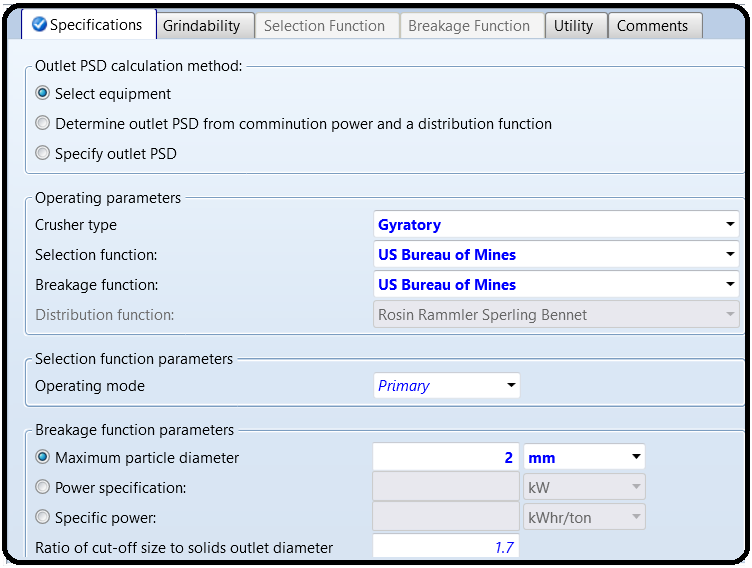 Specifications Grindability Selection Function Breakage Function Utility Comments
Outlet PSD calculation method:
Select equipment
Determine outlet PSD from comminution power and a distribution function
Specify outlet PSD
Operating parameters
Crusher type Gyratory
Selection function: US Bureau of Mines
Breakage function: US Bureau of Mines
Distribution function: Rosin Rammler Sperling Bennet
Selection function parameters
Operating mode Primary
Breakage function parameters
Maximum particle diameter 2 mm
Power specification: kW
Specific power: kWhr/ton
Ratio of cut-off size to solids outlet diameter 1.7